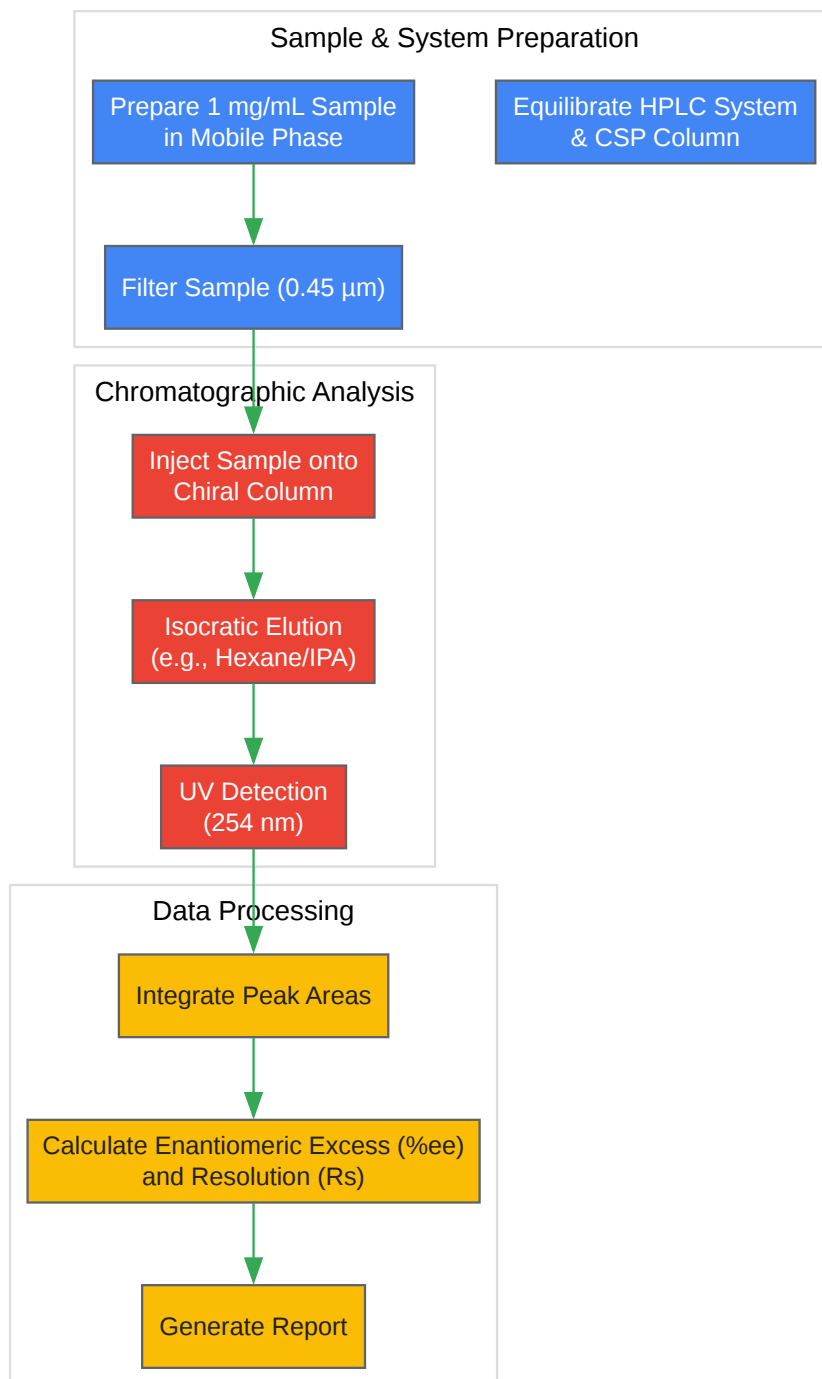 Sample & System Preparation
Prepare 1 mg/mL Sample
in Mobile Phase
Equilibrate HPLC System
& CSP Column
Filter Sample (0.45 µm)
Chromatographic Analysis
Inject Sample onto
Chiral Column
Isocratic Elution
(e.g., Hexane/IPA)
UV Detection
(254 nm)
Data Processing
Integrate Peak Areas
Calculate Enantiomeric Excess (%ee)
and Resolution (Rs)
Generate Report